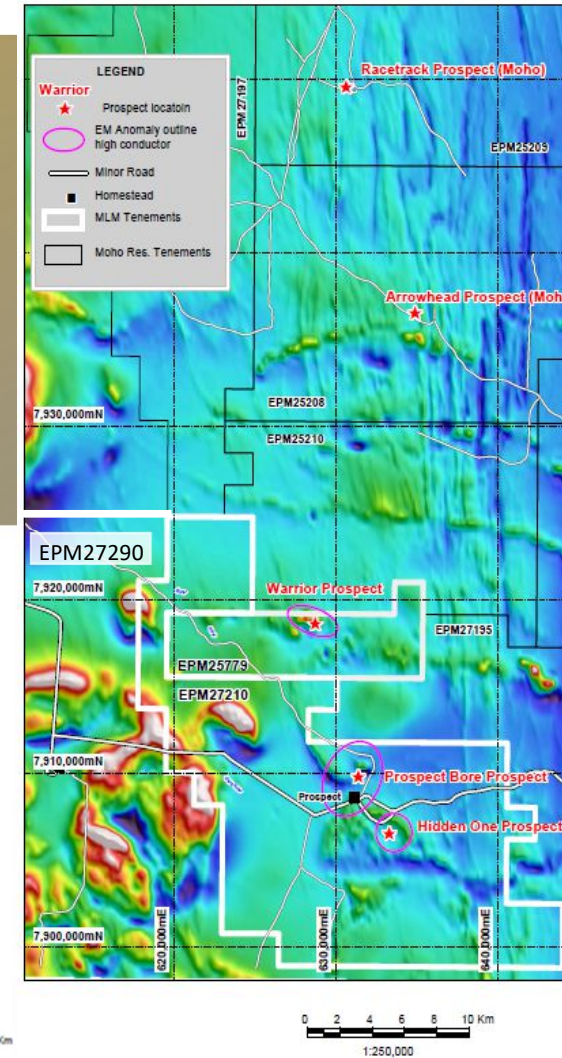 LEGEND
Warrior
Prospect locatoin
EM Anomaly outline
high conductor
Minor Road
Homestead
MLM Tenements
Moho Res. Tenements
EPM27197
Racetrack Prospect (Moho)
EPM25209
Arrowhead Prospect (Moh
EPM25208
7,930,000mN
EPM25210
EPM27290
7,920,000mN
Warrior Prospect
EPM27195
EPM25779
EPM27210
7,910,000mN
Prospect Bore Prospect
Prospect
Hidden One Prospect
7,900,000mN
620,000mE
630,000mE
640,000mE
Km
0 2 4 6 8 10 Km
1:250,000